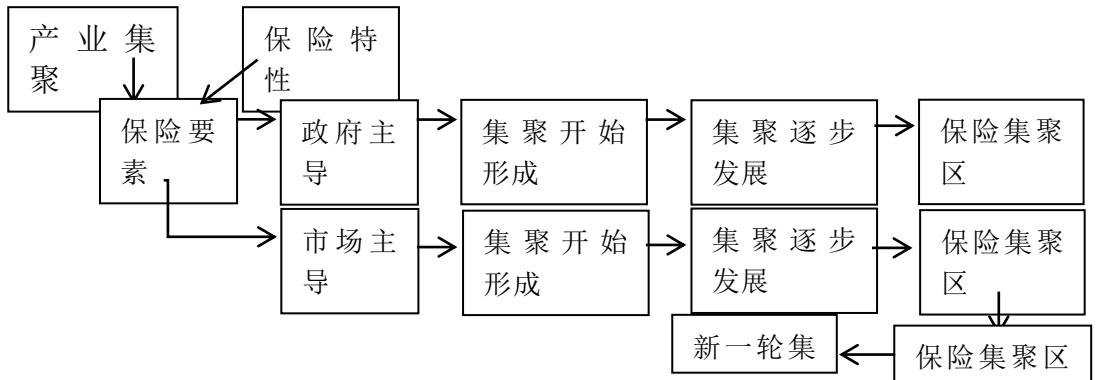 产业集
聚
保险特
性
保险要
素
政府主
导
集聚开始
形成
集聚逐步
发展
保险集聚
区
市场主
导
集聚开始
形成
集聚逐步
发展
保险集聚
区
新一轮集
保险集聚区